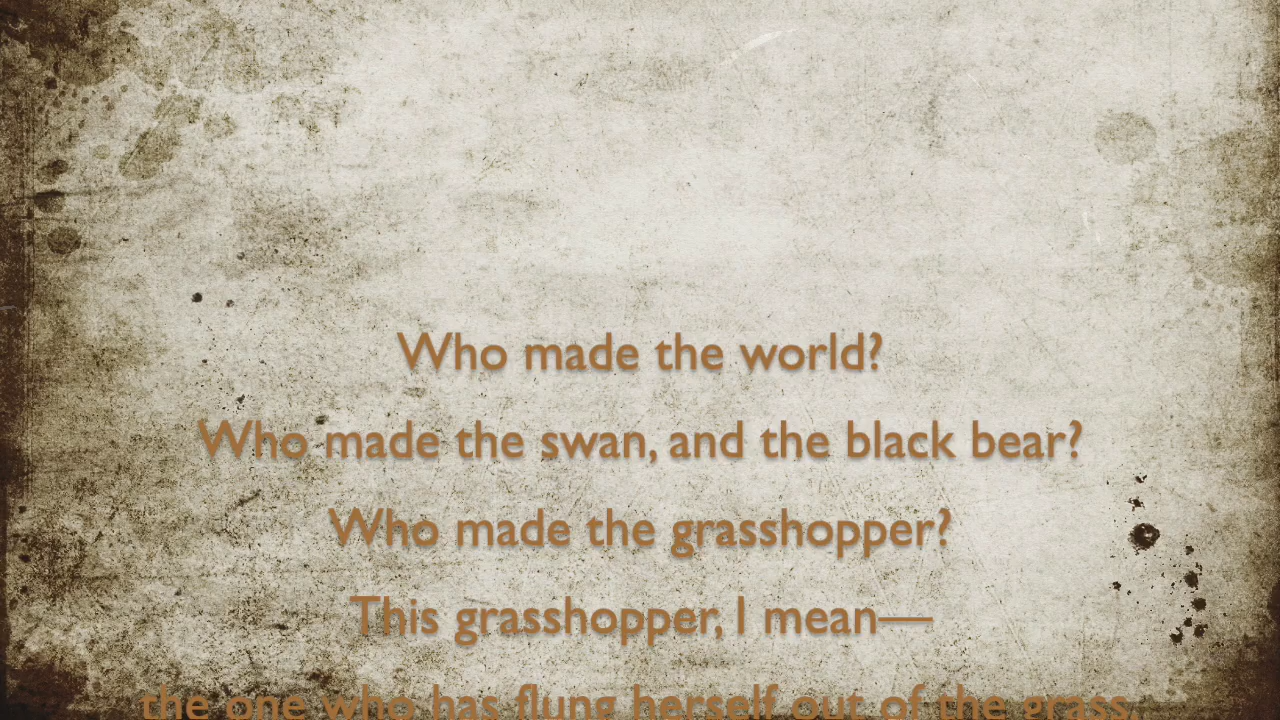 Who made the world?
Who made the swan, and the black bear?
Who made the grasshopper?
This grasshopper, I mean—
the one who has flung herself out of the grass,